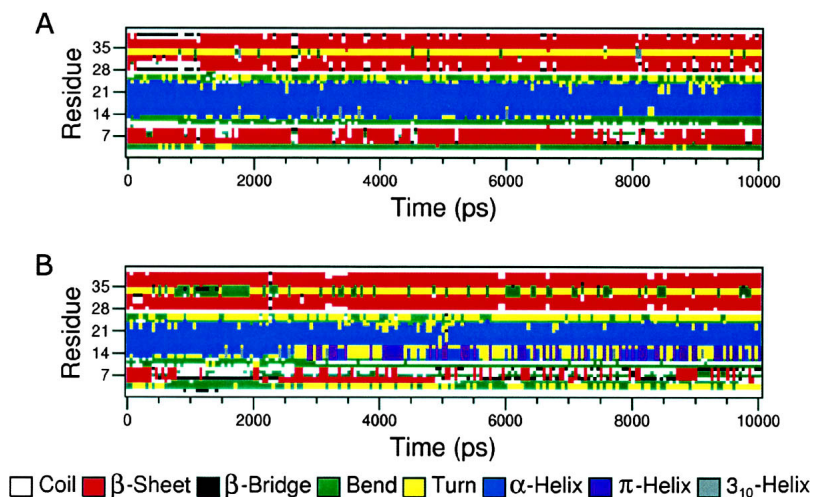 A
Residue
35
28
21
14
7
0 2000 4000 6000 8000 10000
Time (ps)
B
Residue
35
28
21
14
7
0 2000 4000 6000 8000 10000
Time (ps)
Coil β-Sheet β-Bridge Bend Turn α-Helix π-Helix 3₁₀-Helix